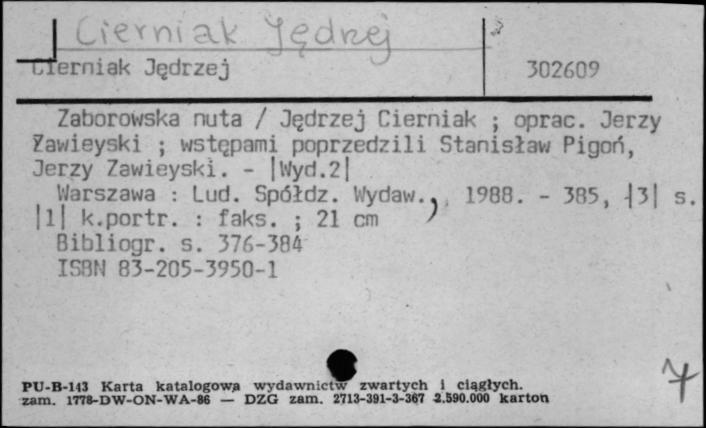 Cierniak Jędrzej
Cierniak Jędrzej 302609
Zaborowska nuta / Jędrzej Cierniak ; oprac. Jerzy
Zawieyski ; wstępami poprzedzili Stanisław Pigoń,
Jerzy Zawieyski. - |Wyd.2|
Warszawa : Lud. Spółdz. Wydaw., 1988. - 385, |3| s.
|1| k.portr. : faks. ; 21 cm
Bibliogr. s. 376-384
ISBN 83-205-3950-1
7
PU-B-143 Karta katalogowa wydawnictw zwartych i ciągłych.
zam. 1778-DW-ON-WA-86 — DZG zam. 2713-391-3-367 2.590.000 karton